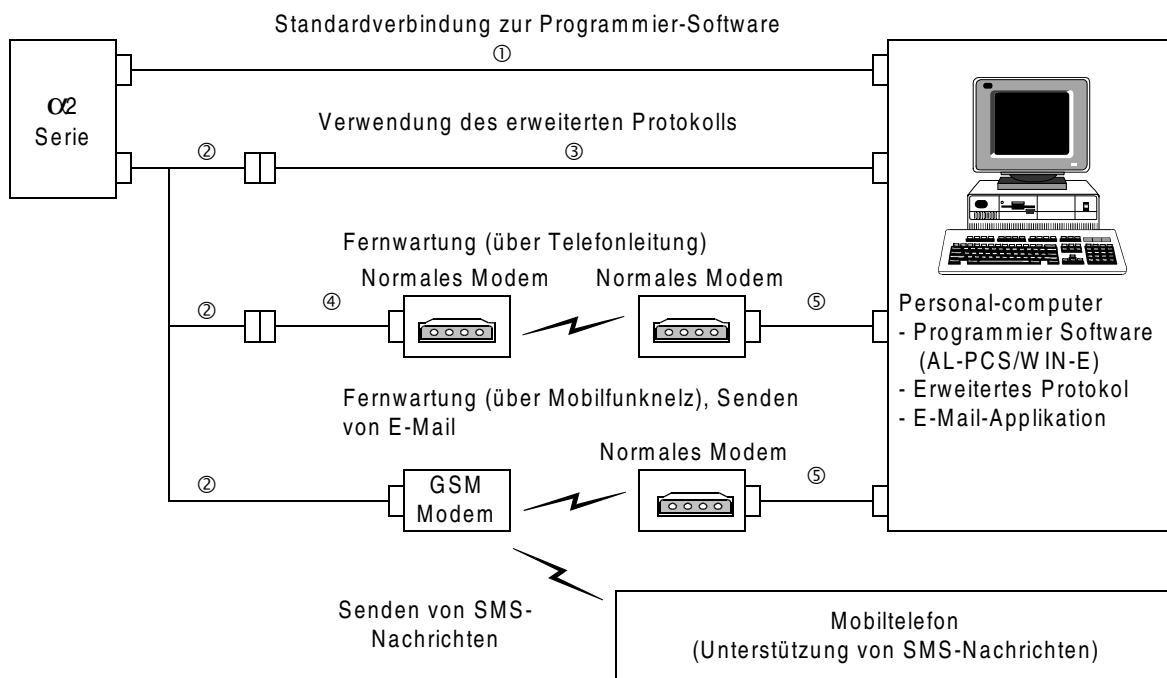 Standardverbindung zur Programmier-Software
①
α2
Serie
Verwendung des erweiterten Protokolls
②
③
Fernwartung (über Telefonleitung)
Normales Modem
Normales Modem
②
④
⑤
Personal-computer
- Programmier Software
(AL-PCS/WIN-E)
- Erweitertes Protokol
- E-Mail-Applikation
Fernwartung (über Mobilfunknelz), Senden
von E-Mail
Normales Modem
②
GSM
Modem
⑤
Senden von SMS-
Nachrichten
Mobiltelefon
(Unterstützung von SMS-Nachrichten)